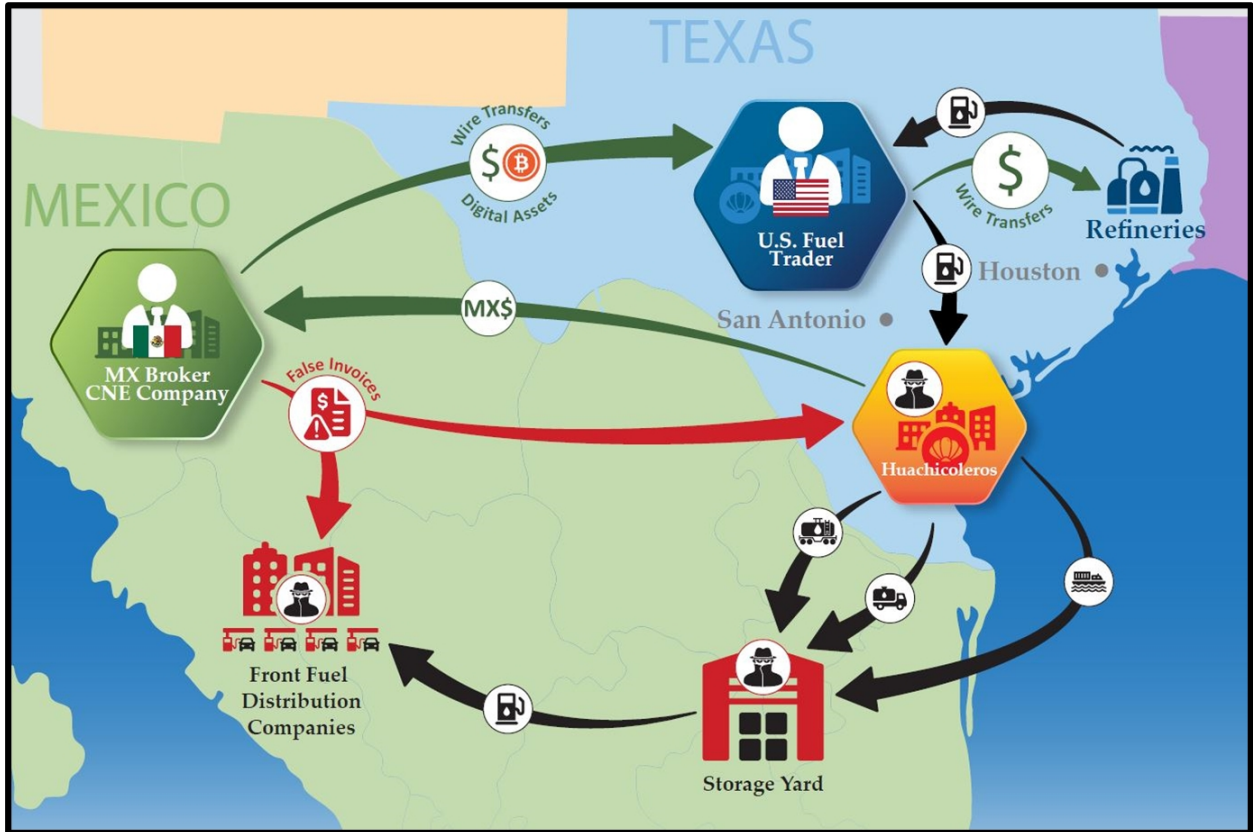 TEXAS
MEXICO
Wire Transfers
$
Digital Assets
U.S. Fuel
Trader
$
Wire Transfers
Refineries
Houston
San Antonio
MX$
MX Broker
CNE Company
False Invoices
$
Huachicoleros
Front Fuel
Distribution
Companies
Storage Yard